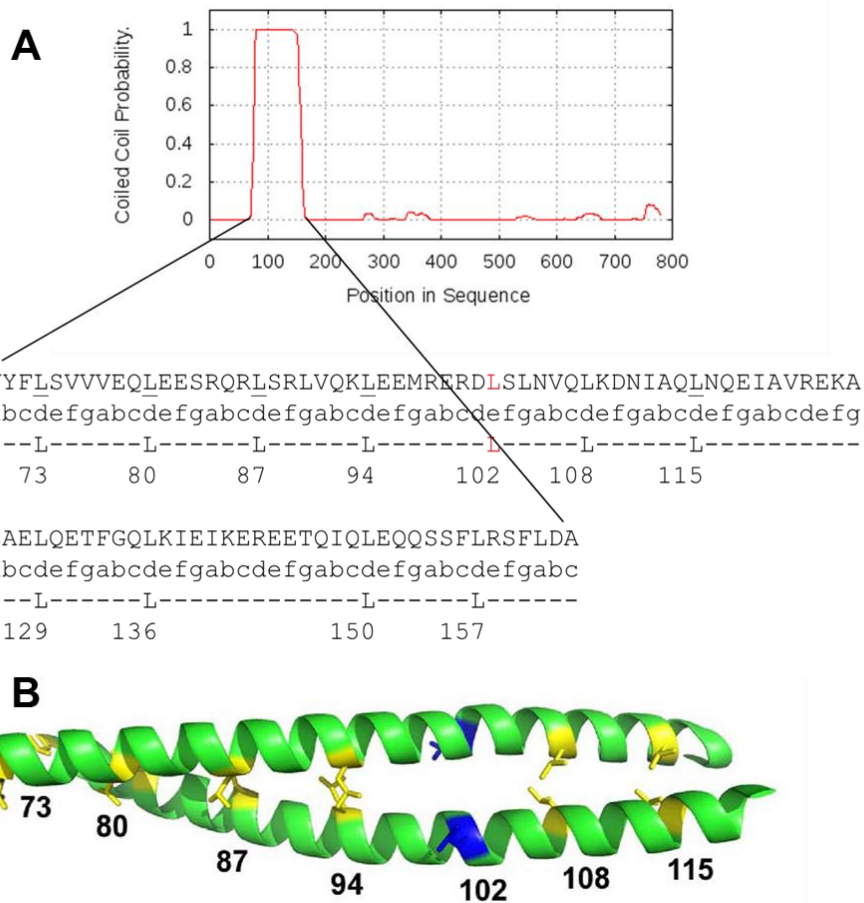 A
Coiled Coil Probability.
1
0.8
0.6
0.4
0.2
0
0 100 200 300 400 500 600 700 800
Position in Sequence
YFLSVVVEQLEESRQRLSRLVQKLEEMRERDLSLNVQLKDNIAQLNQEIAVREKA
bcdefgabcdefgabcdefgabcdefgabcdefgabcdefgabcdefgabcdefg
--L------L------L------L-------L-----L------L----------
73 80 87 94 102 108 115
AELQETFGQLKIEIKEREETQIQLEQQSSFLRSFLDA
bcdefgabcdefgabcdefgabcdefgabcdefgabc
--L------L-------------L------L------
129 136 150 157
B
73
80
87
94
102
108
115